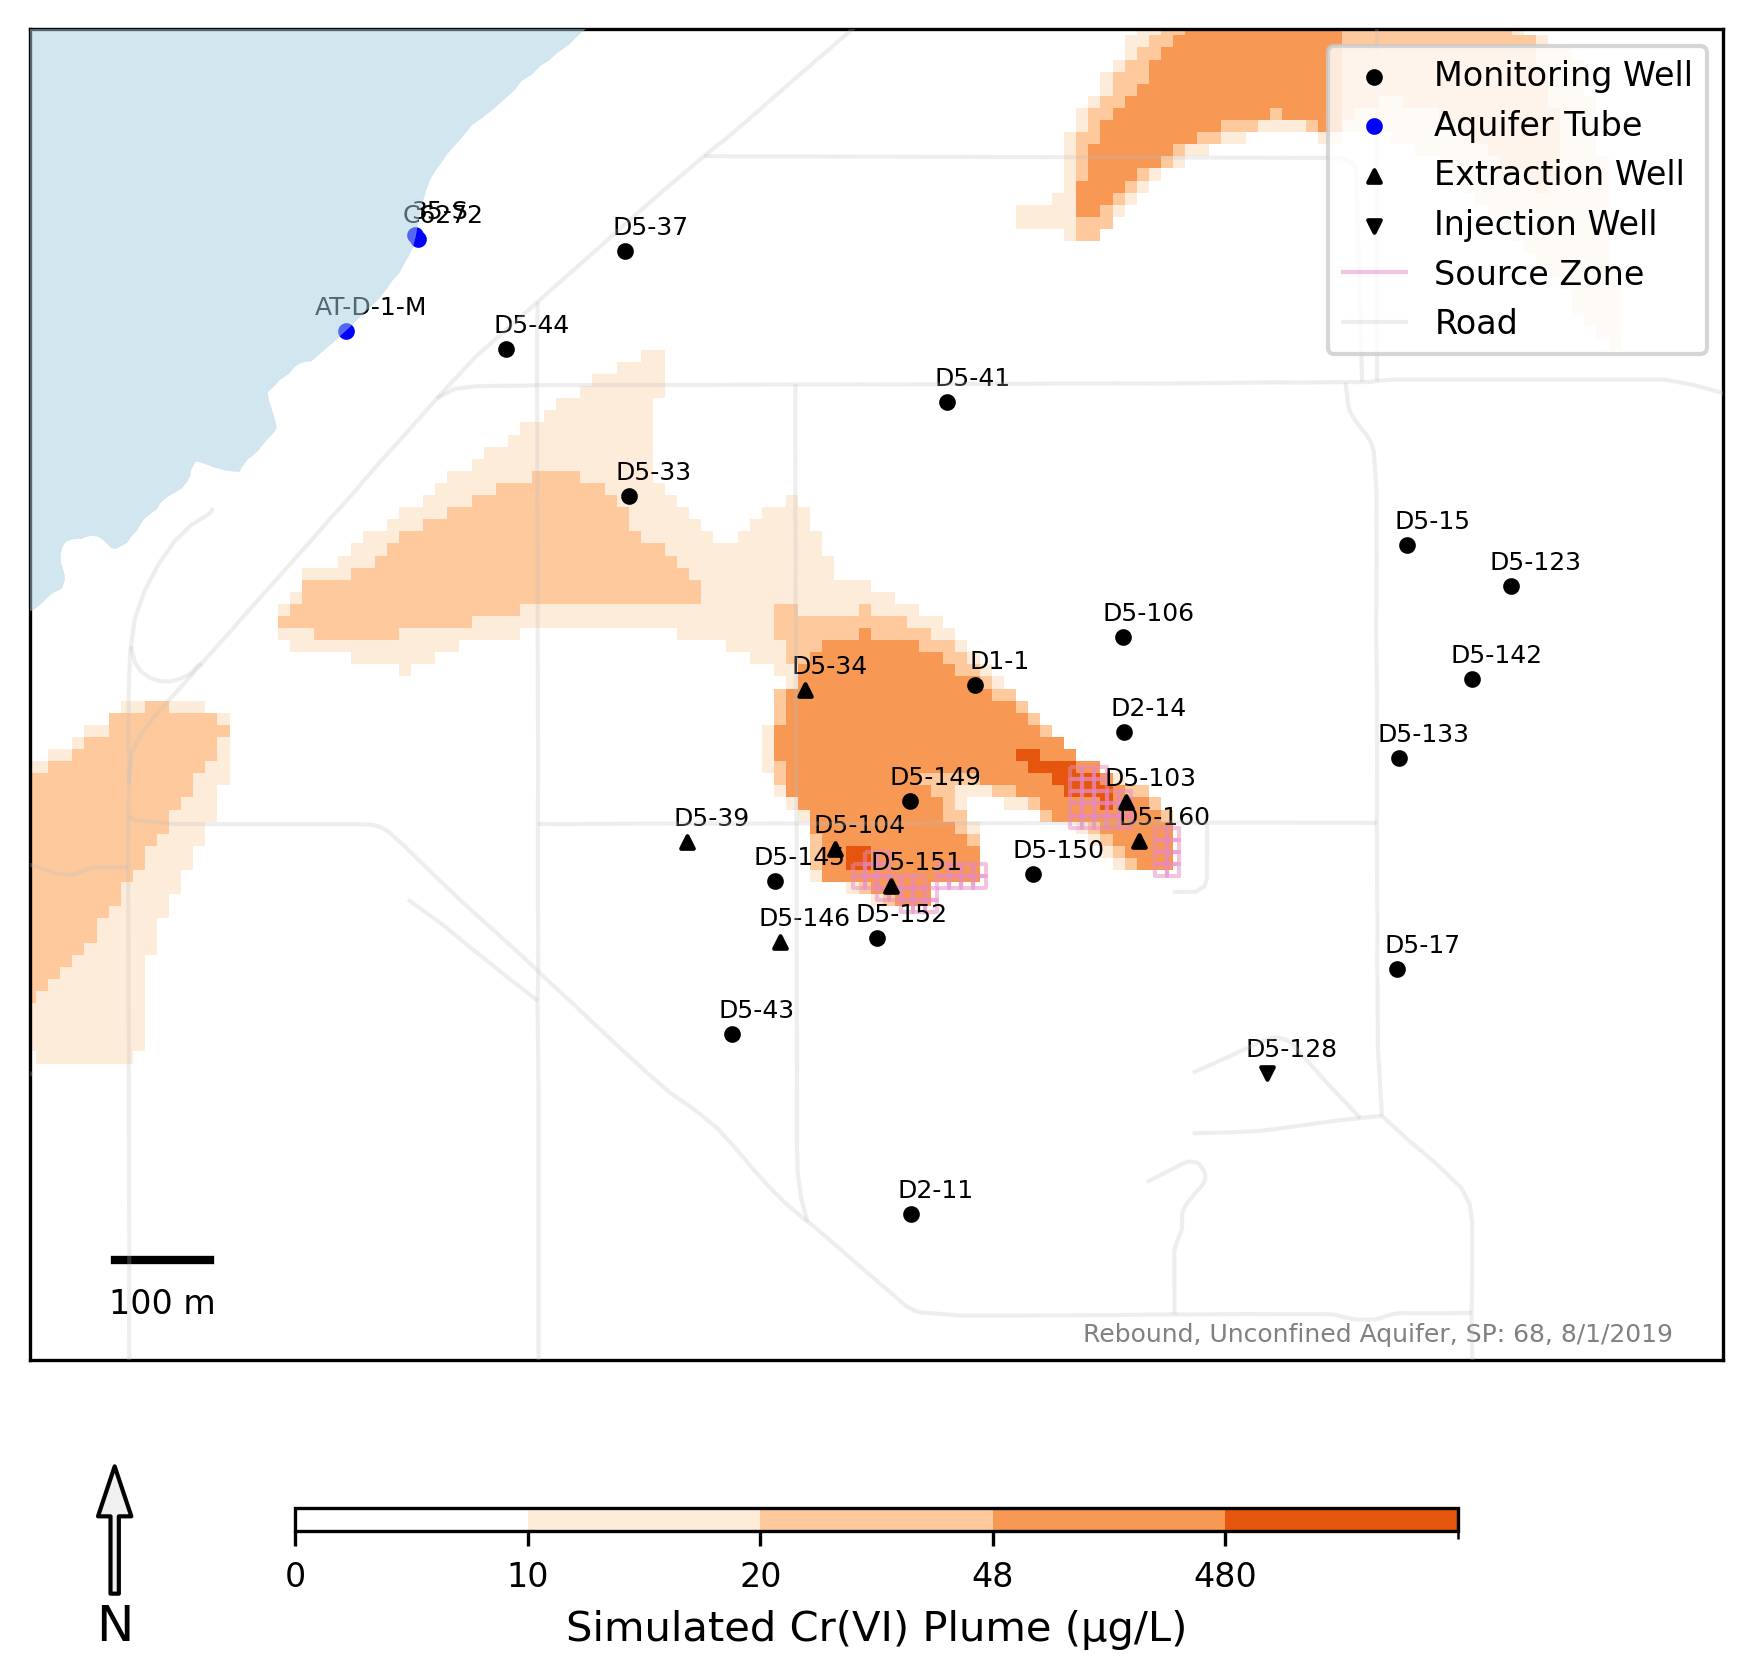 Monitoring Well
Aquifer Tube
Extraction Well
Injection Well
Source Zone
Road
35-S
C6272
D5-37
AT-D-1-M
D5-44
D5-41
D5-33
D5-15
D5-123
D5-106
D5-34
D1-1
D5-142
D2-14
D5-133
D5-149
D5-103
D5-39
D5-104
D5-160
D5-145
D5-151
D5-150
D5-146
D5-152
D5-17
D5-43
D5-128
D2-11
100 m
Rebound, Unconfined Aquifer, SP: 68, 8/1/2019
0 10 20 48 480
Simulated Cr(VI) Plume (µg/L)
N